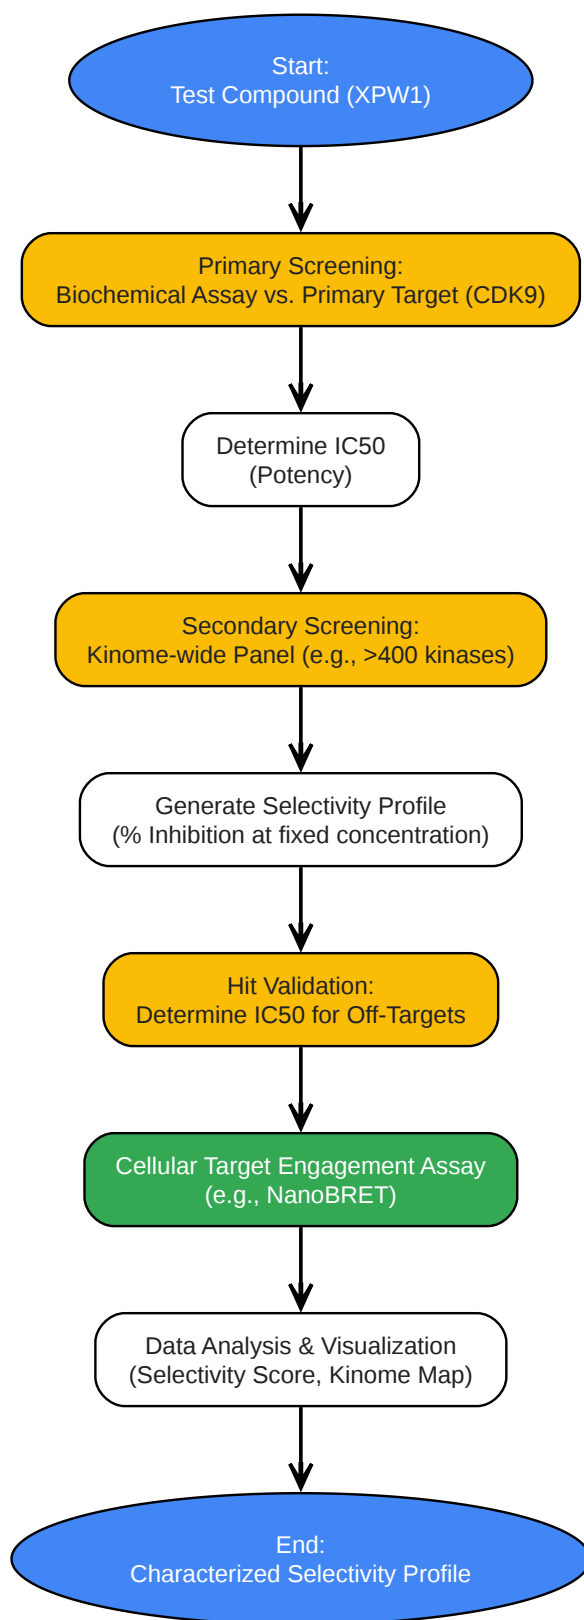 Start:
Test Compound (XPW1)
Primary Screening:
Biochemical Assay vs. Primary Target (CDK9)
Determine IC50
(Potency)
Secondary Screening:
Kinome-wide Panel (e.g., >400 kinases)
Generate Selectivity Profile
(% Inhibition at fixed concentration)
Hit Validation:
Determine IC50 for Off-Targets
Cellular Target Engagement Assay
(e.g., NanoBRET)
Data Analysis & Visualization
(Selectivity Score, Kinome Map)
End:
Characterized Selectivity Profile